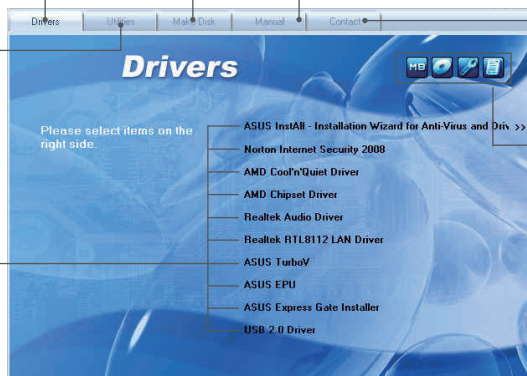 Drivers
Utilities
Make Disk
Manual
Contact
Drivers
MB
Please select items on the
right side.
ASUS InstAll - Installation Wizard for Anti-Virus and Driv >>
Norton Internet Security 2008
AMD Cool'n'Quiet Driver
AMD Chipset Driver
Realtek Audio Driver
Realtek RTL8112 LAN Driver
ASUS TurboV
ASUS EPU
ASUS Express Gate Installer
USB 2.0 Driver